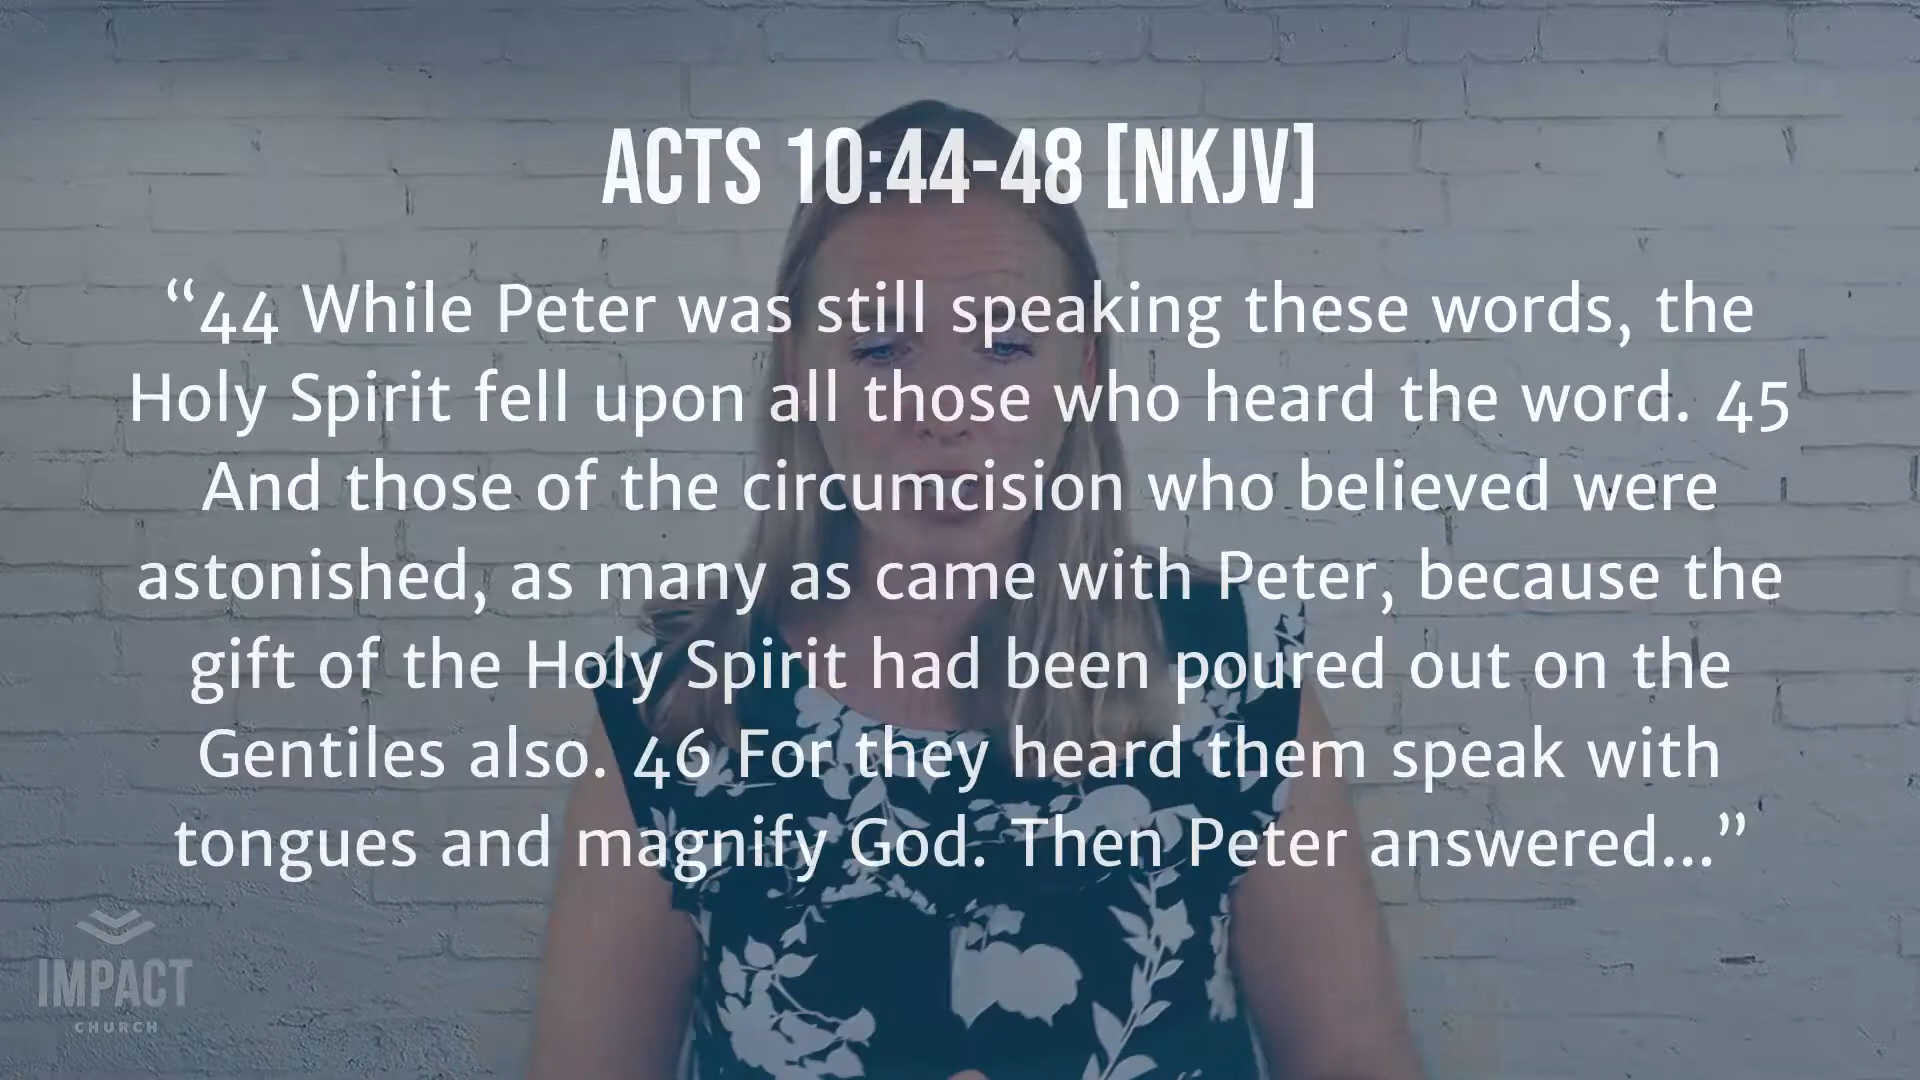 ACTS 10:44-48 [NKJV]
“44 While Peter was still speaking these words, the
Holy Spirit fell upon all those who heard the word. 45
And those of the circumcision who believed were
astonished, as many as came with Peter, because the
gift of the Holy Spirit had been poured out on the
Gentiles also. 46 For they heard them speak with
tongues and magnify God. Then Peter answered...”
IMPACT
CHURCH